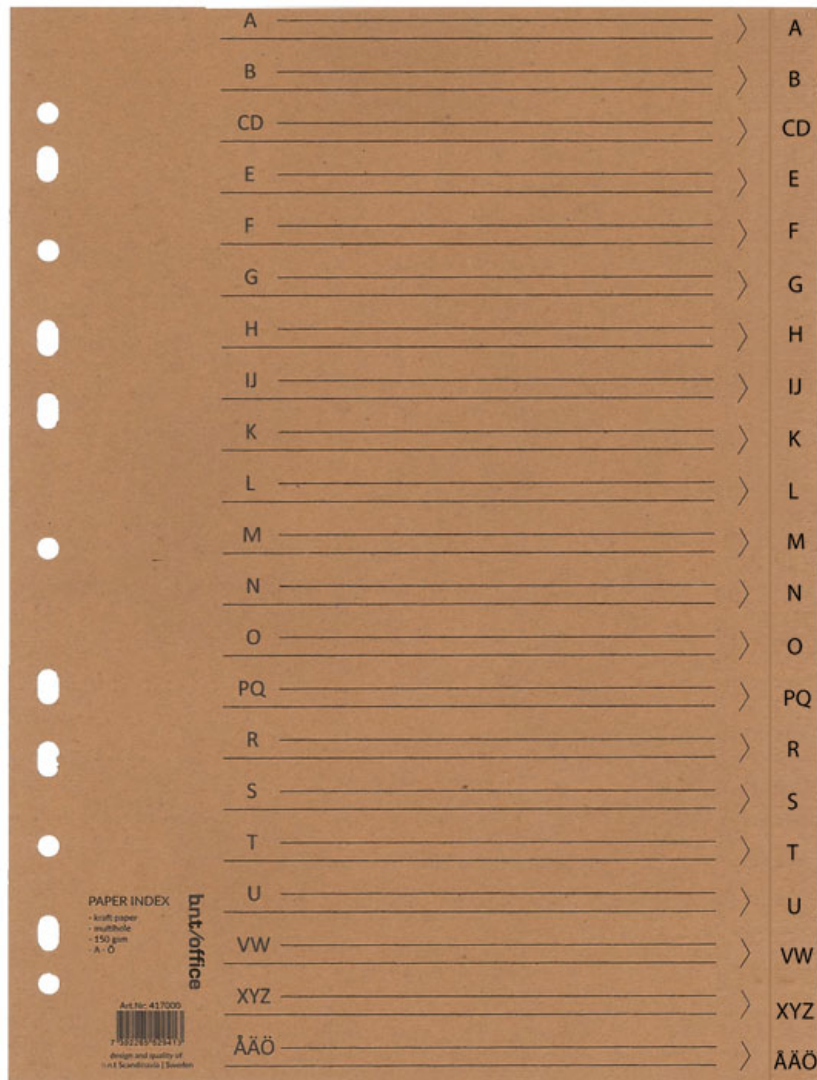 A
B
CD
E
F
G
H
IJ
K
L
M
N
O
PQ
R
S
T
U
VW
XYZ
ÅÄÖ
A
B
CD
E
F
G
H
IJ
K
L
M
N
O
PQ
R
S
T
U
VW
XYZ
ÅÄÖ
PAPER INDEX
- kraft paper
- multihole
- 150 gsm
- A - Ö
b.n.t/office
Art.Nr: 417000
design and quality of
b.n.t Scandinavia | Sweden